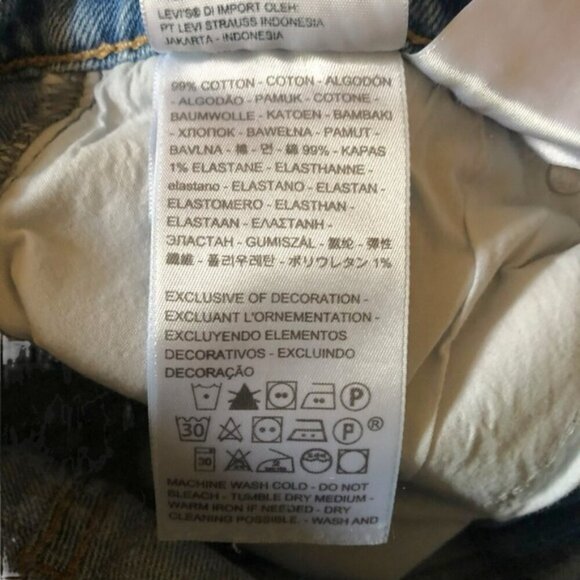 LEVI'S® DI IMPOR OLEH:
PT LEVI STRAUSS INDONESIA
JAKARTA - INDONESIA
99% COTTON - COTON - ALGODÓN
- ALGODÃO - PAMUK - COTONE -
BAUMWOLLE - KATOEN - BAMBAKI
- ХЛОПОК - BAWEŁNA - PAMUT -
BAVLNA - 棉 - 면 - 綿 99% - KAPAS
1% ELASTANE - ELASTHANNE -
elastano - ELASTANO - ELASTAN -
ELASTOMERO - ELASTHAN -
ELASTAAN - ΕΛΑΣΤΑΝΗ -
ЭЛАСТАН - GUMISZÁL - 氨纶 - 彈性
纖維 - 폴리우레탄 - ポリウレタン 1%
EXCLUSIVE OF DECORATION -
EXCLUANT L'ORNEMENTATION -
EXCLUYENDO ELEMENTOS
DECORATIVOS - EXCLUINDO
DECORAÇÃO
P
30 P ®
30
MACHINE WASH COLD - DO NOT
BLEACH - TUMBLE DRY MEDIUM -
WARM IRON IF NEEDED - DRY
CLEANING POSSIBLE. - WASH AND